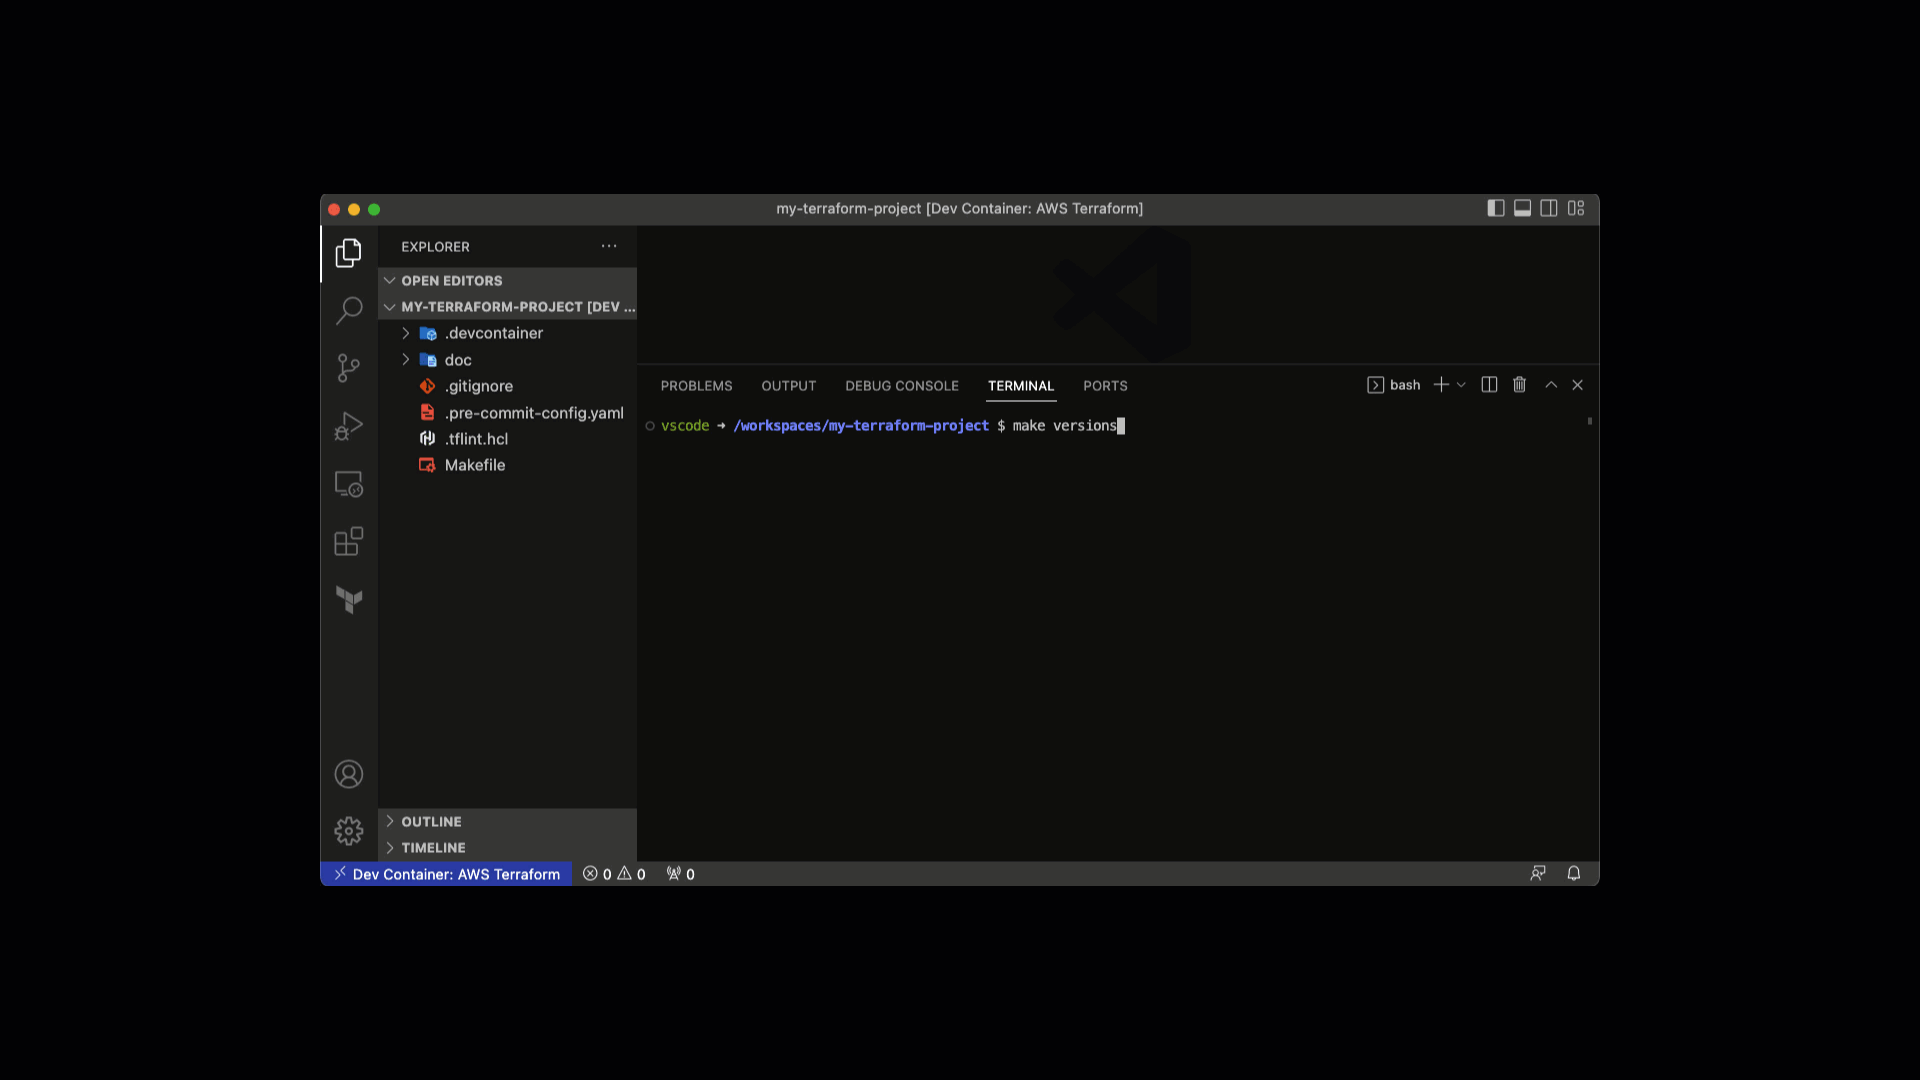 my-terraform-project [Dev Container: AWS Terraform]
EXPLORER
OPEN EDITORS
MY-TERRAFORM-PROJECT [DEV ...
.devcontainer
doc
.gitignore
.pre-commit-config.yaml
.tflint.hcl
Makefile
OUTLINE
TIMELINE
PROBLEMS OUTPUT DEBUG CONSOLE TERMINAL PORTS bash
vscode → /workspaces/my-terraform-project $ make versions
Dev Container: AWS Terraform 0 0 0